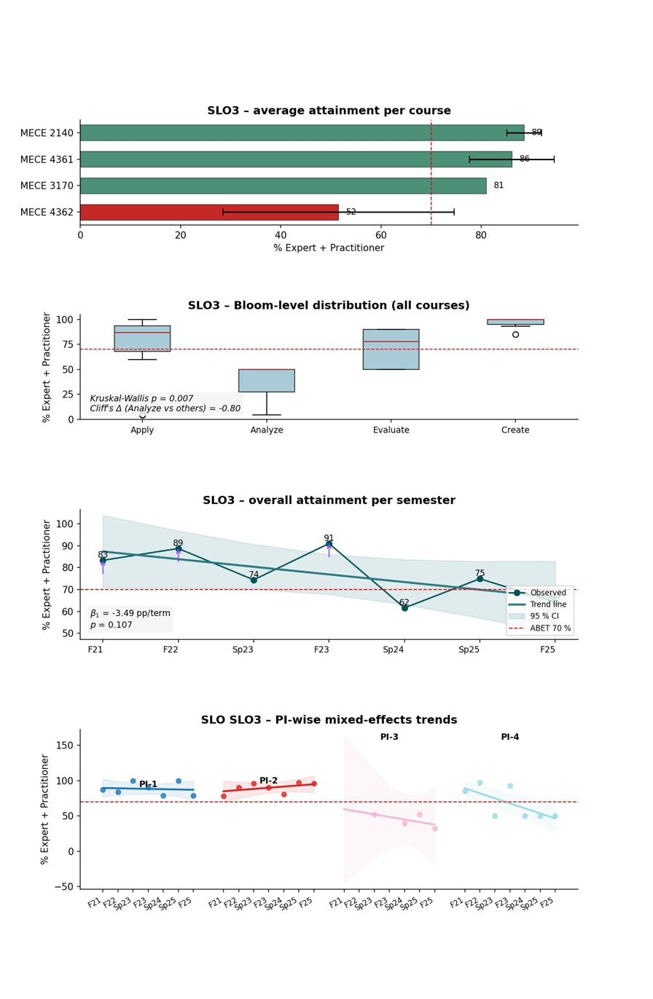 SLO3 – average attainment per course
MECE 2140
89
MECE 4361
86
MECE 3170
81
MECE 4362
52
0 20 40 60 80
% Expert + Practitioner
SLO3 – Bloom-level distribution (all courses)
% Expert + Practitioner
100
75
50
25
0
Kruskal-Wallis p = 0.007
Cliff's Δ (Analyze vs others) = -0.80
Apply Analyze Evaluate Create
SLO3 – overall attainment per semester
% Expert + Practitioner
100
90
80
70
60
50
83
89
74
91
62
75
β₁ = -3.49 pp/term
p = 0.107
Observed
Trend line
95 % CI
ABET 70 %
F21 F22 Sp23 F23 Sp24 Sp25 F25
SLO SLO3 – PI-wise mixed-effects trends
% Expert + Practitioner
150
100
50
0
−50
PI-1
PI-2
PI-3
PI-4
F21 F22 Sp23 F23 Sp24 Sp25 F25 F21 F22 Sp23 F23 Sp24 Sp25 F25 F21 F22 Sp23 F23 Sp24 Sp25 F25 F21 F22 Sp23 F23 Sp24 Sp25 F25